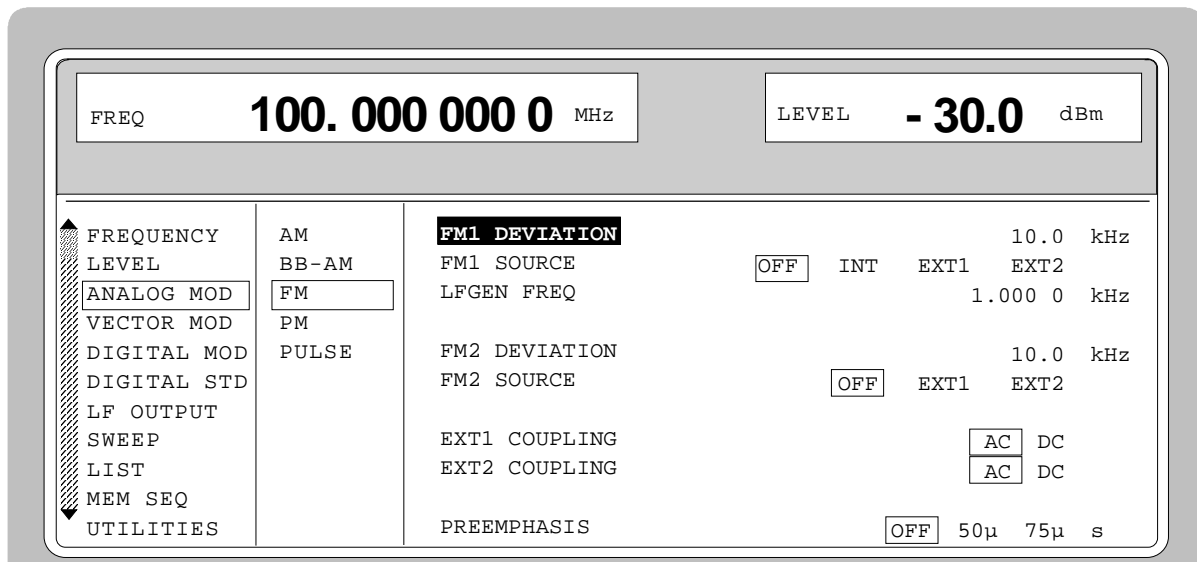 FREQ 100. 000 000 0 MHz LEVEL - 30.0 dBm
FREQUENCY AM FM1 DEVIATION 10.0 kHz
LEVEL BB-AM FM1 SOURCE OFF INT EXT1 EXT2
ANALOG MOD FM LFGEN FREQ 1.000 0 kHz
VECTOR MOD PM
DIGITAL MOD PULSE FM2 DEVIATION 10.0 kHz
DIGITAL STD FM2 SOURCE OFF EXT1 EXT2
LF OUTPUT
SWEEP EXT1 COUPLING AC DC
LIST EXT2 COUPLING AC DC
MEM SEQ
UTILITIES PREEMPHASIS OFF 50µ 75µ s